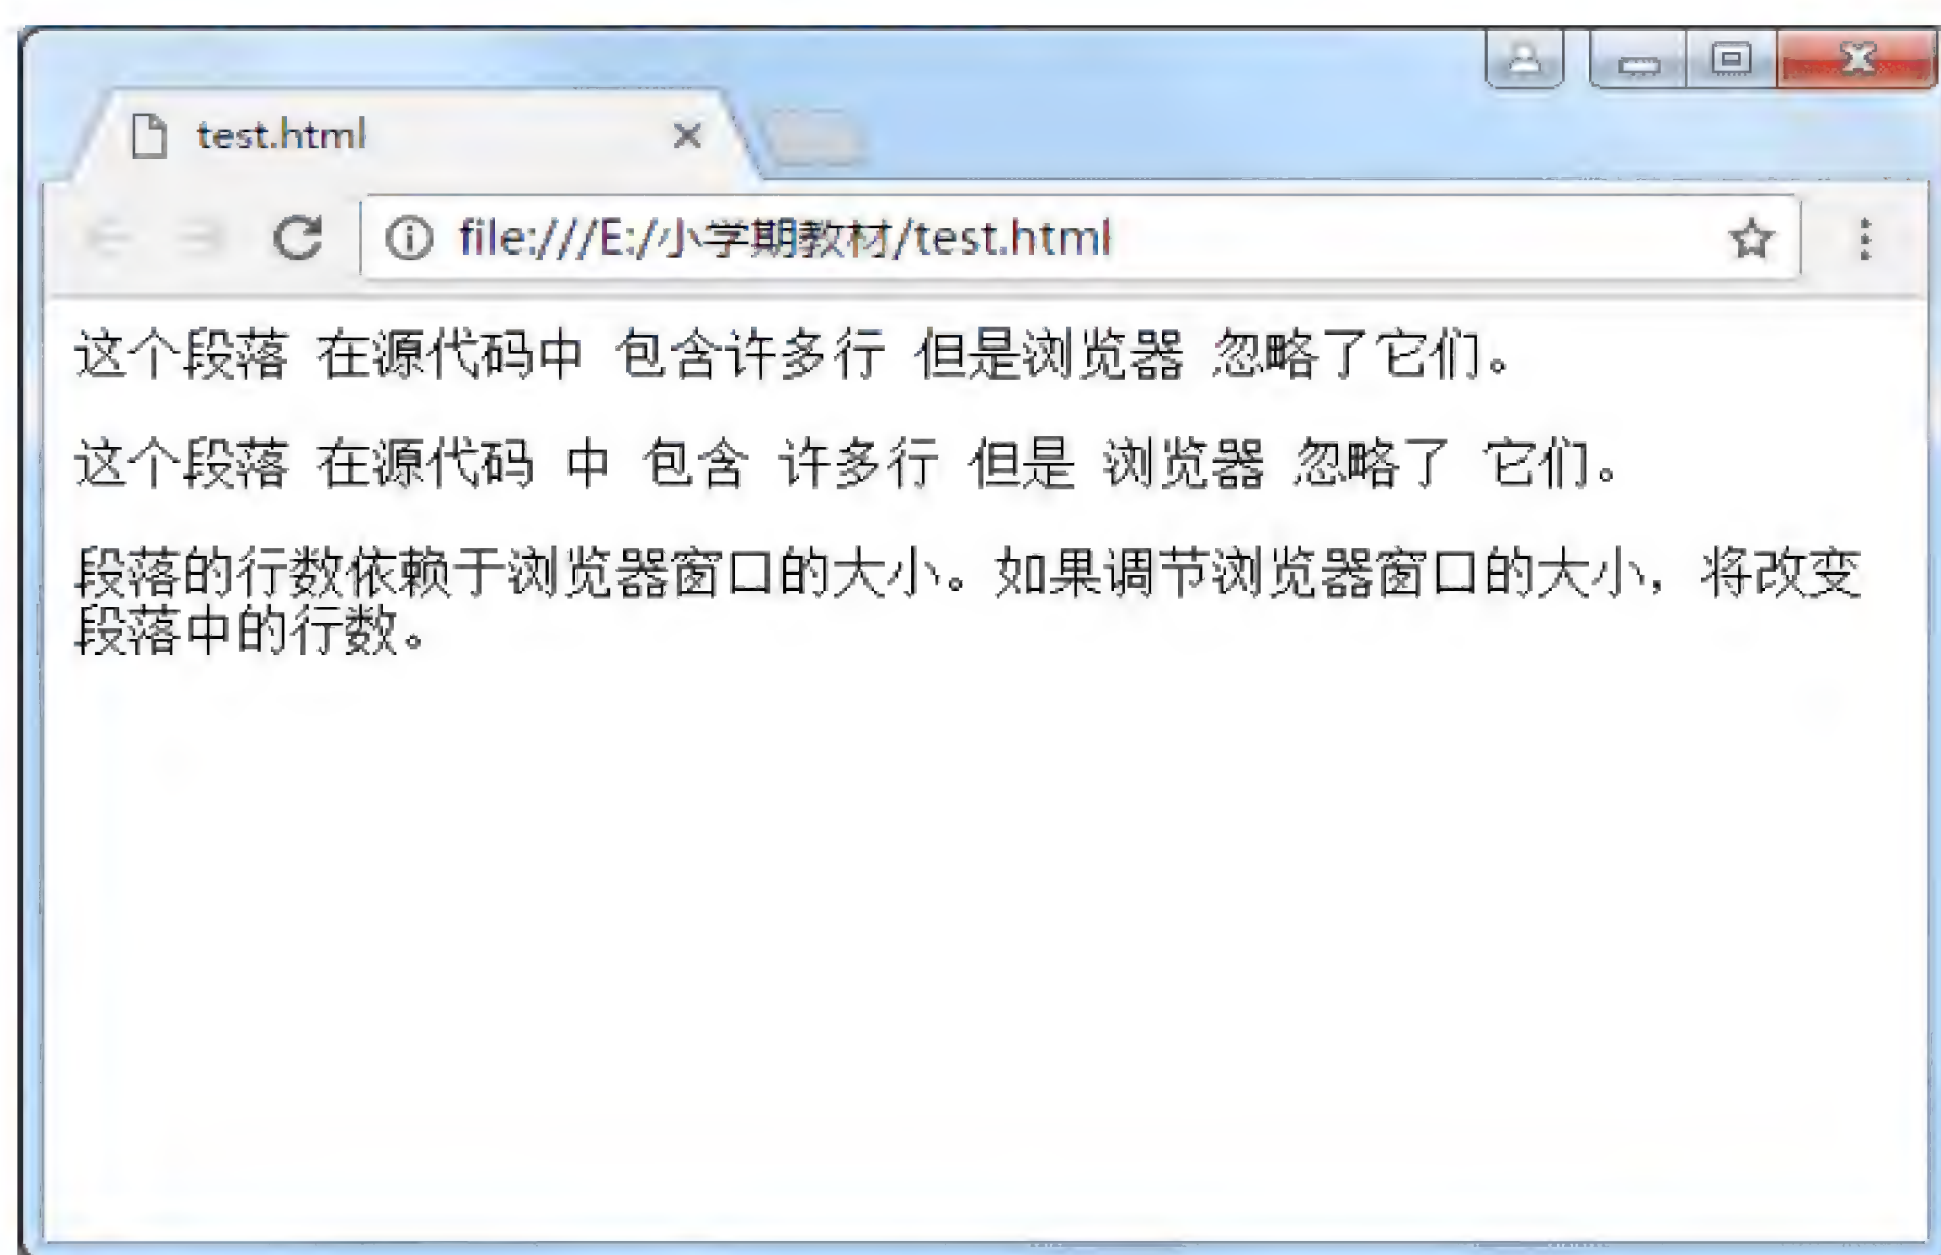 test.html
file:///E:/小学期教材/test.html
这个段落 在源代码中 包含许多行 但是浏览器 忽略了它们。
这个段落 在源代码 中 包含 许多行 但是 浏览器 忽略了 它们。
段落的行数依赖于浏览器窗口的大小。如果调节浏览器窗口的大小，将改变
段落中的行数。